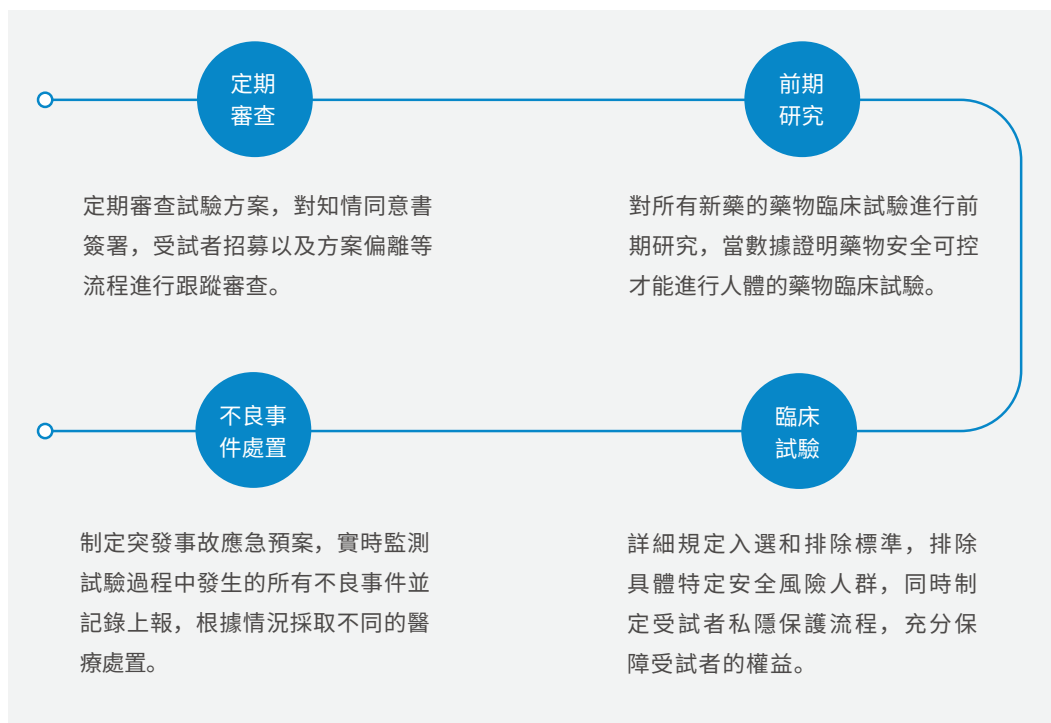 定期
審查
定期審查試驗方案，對知情同意書
簽署，受試者招募以及方案偏離等
流程進行跟蹤審查。
前期
研究
對所有新藥的藥物臨床試驗進行前
期研究，當數據證明藥物安全可控
才能進行人體的藥物臨床試驗。
不良事
件處置
制定突發事故應急預案，實時監測
試驗過程中發生的所有不良事件並
記錄上報，根據情況採取不同的醫
療處置。
臨床
試驗
詳細規定入選和排除標準，排除
具體特定安全風險人群，同時制
定受試者私隱保護流程，充分保
障受試者的權益。